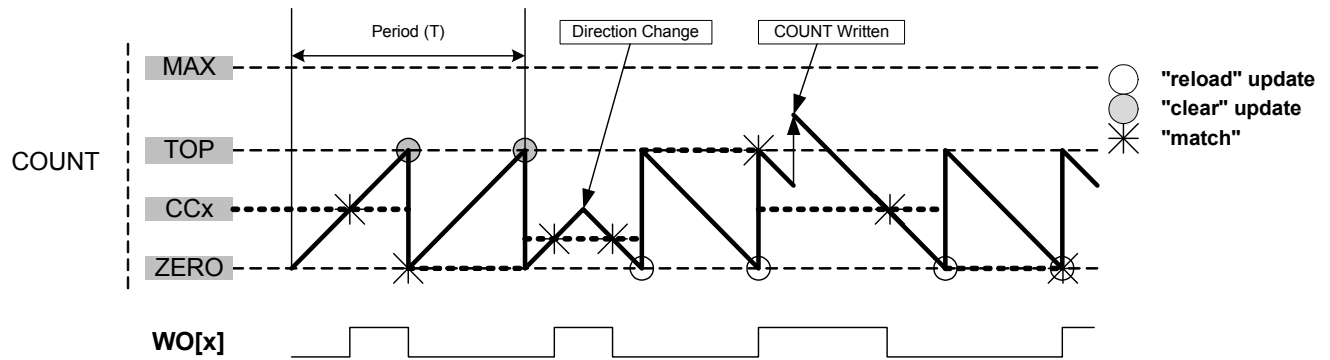 Period (T)
Direction Change
COUNT Written
MAX
"reload" update
"clear" update
TOP
"match"
COUNT
CCx
ZERO
WO[x]